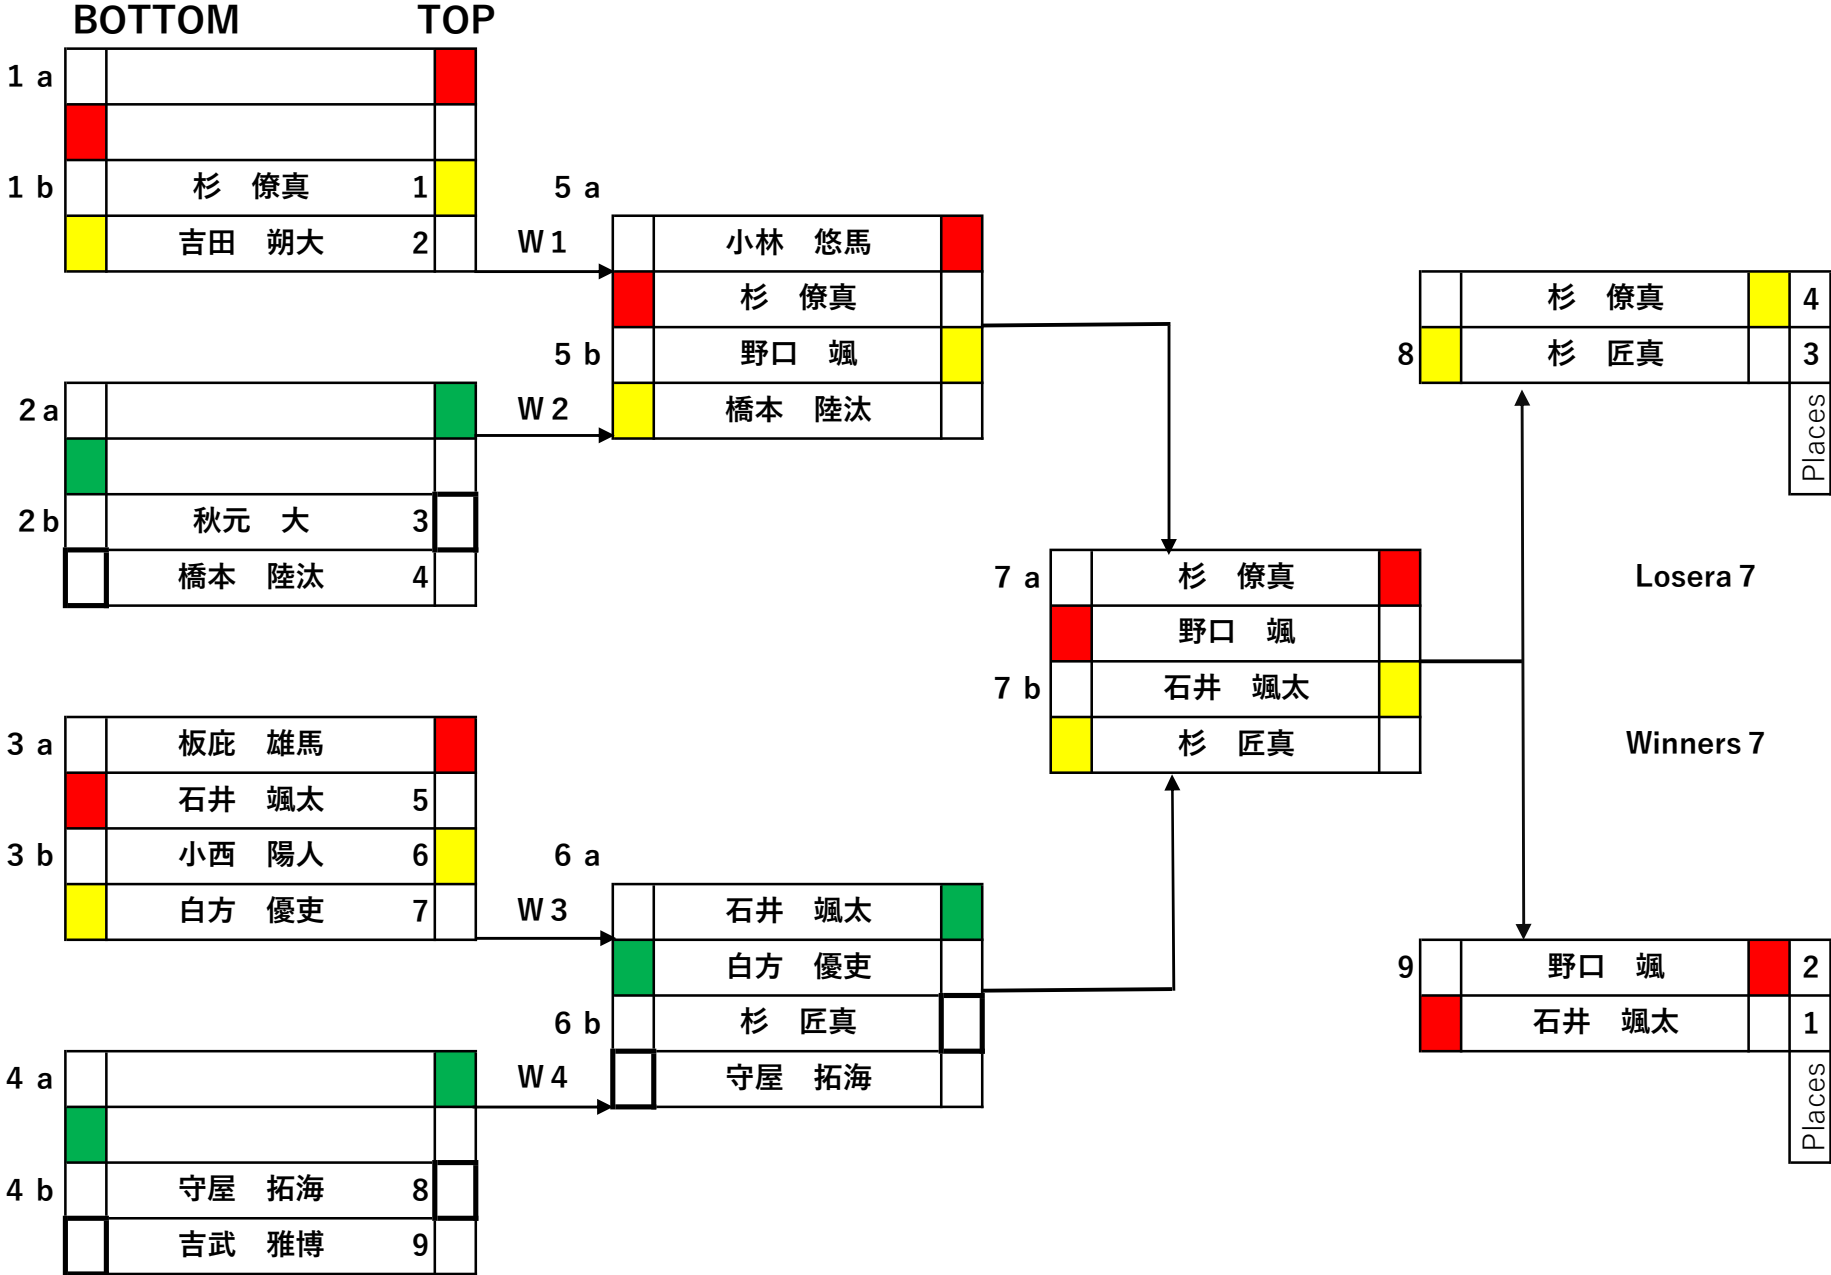 BOTTOM TOP
1 a
1 b 杉　僚真 1
吉田　朔大 2
W 1
2 a
2 b 秋元　大 3
橋本　陸汰 4
W 2
3 a 板庇　雄馬
石井　颯太 5
3 b 小西　陽人 6
白方　優吏 7
W 3
4 a
4 b 守屋　拓海 8
吉武　雅博 9
W 4
5 a
小林　悠馬
杉　僚真
5 b 野口　颯
橋本　陸汰
6 a
石井　颯太
白方　優吏
6 b 杉　匠真
守屋　拓海
7 a 杉　僚真
野口　颯
7 b 石井　颯太
杉　匠真
杉　僚真 4
8 杉　匠真 3
Places
Losera 7
Winners 7
9 野口　颯 2
石井　颯太 1
Places